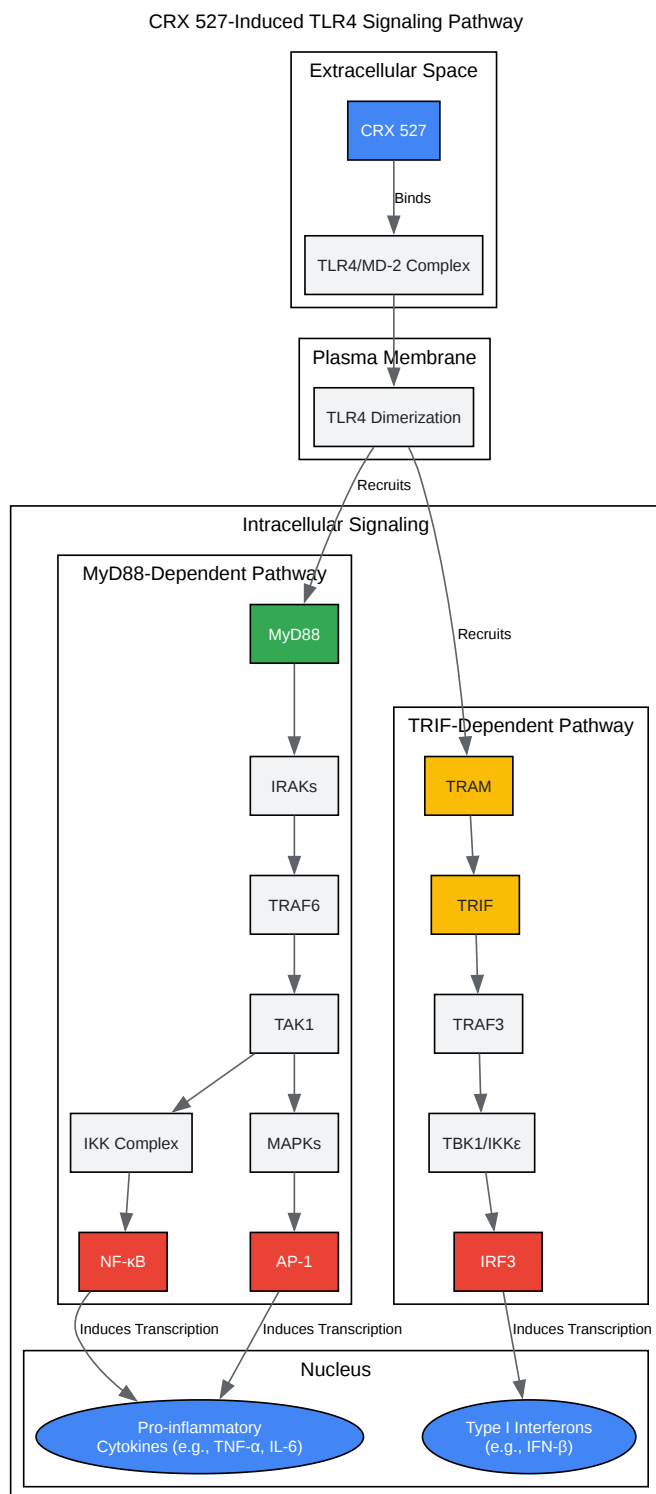 CRX 527-Induced TLR4 Signaling Pathway
Extracellular Space
CRX 527
Binds
TLR4/MD-2 Complex
Plasma Membrane
TLR4 Dimerization
Recruits
Intracellular Signaling
MyD88-Dependent Pathway
MyD88
Recruits
TRIF-Dependent Pathway
IRAKs
TRAM
TRAF6
TRIF
TAK1
TRAF3
IKK Complex
MAPKs
TBK1/IKKε
NF-κB
AP-1
IRF3
Induces Transcription
Induces Transcription
Induces Transcription
Nucleus
Pro-inflammatory
Cytokines (e.g., TNF-α, IL-6)
Type I Interferons
(e.g., IFN-β)